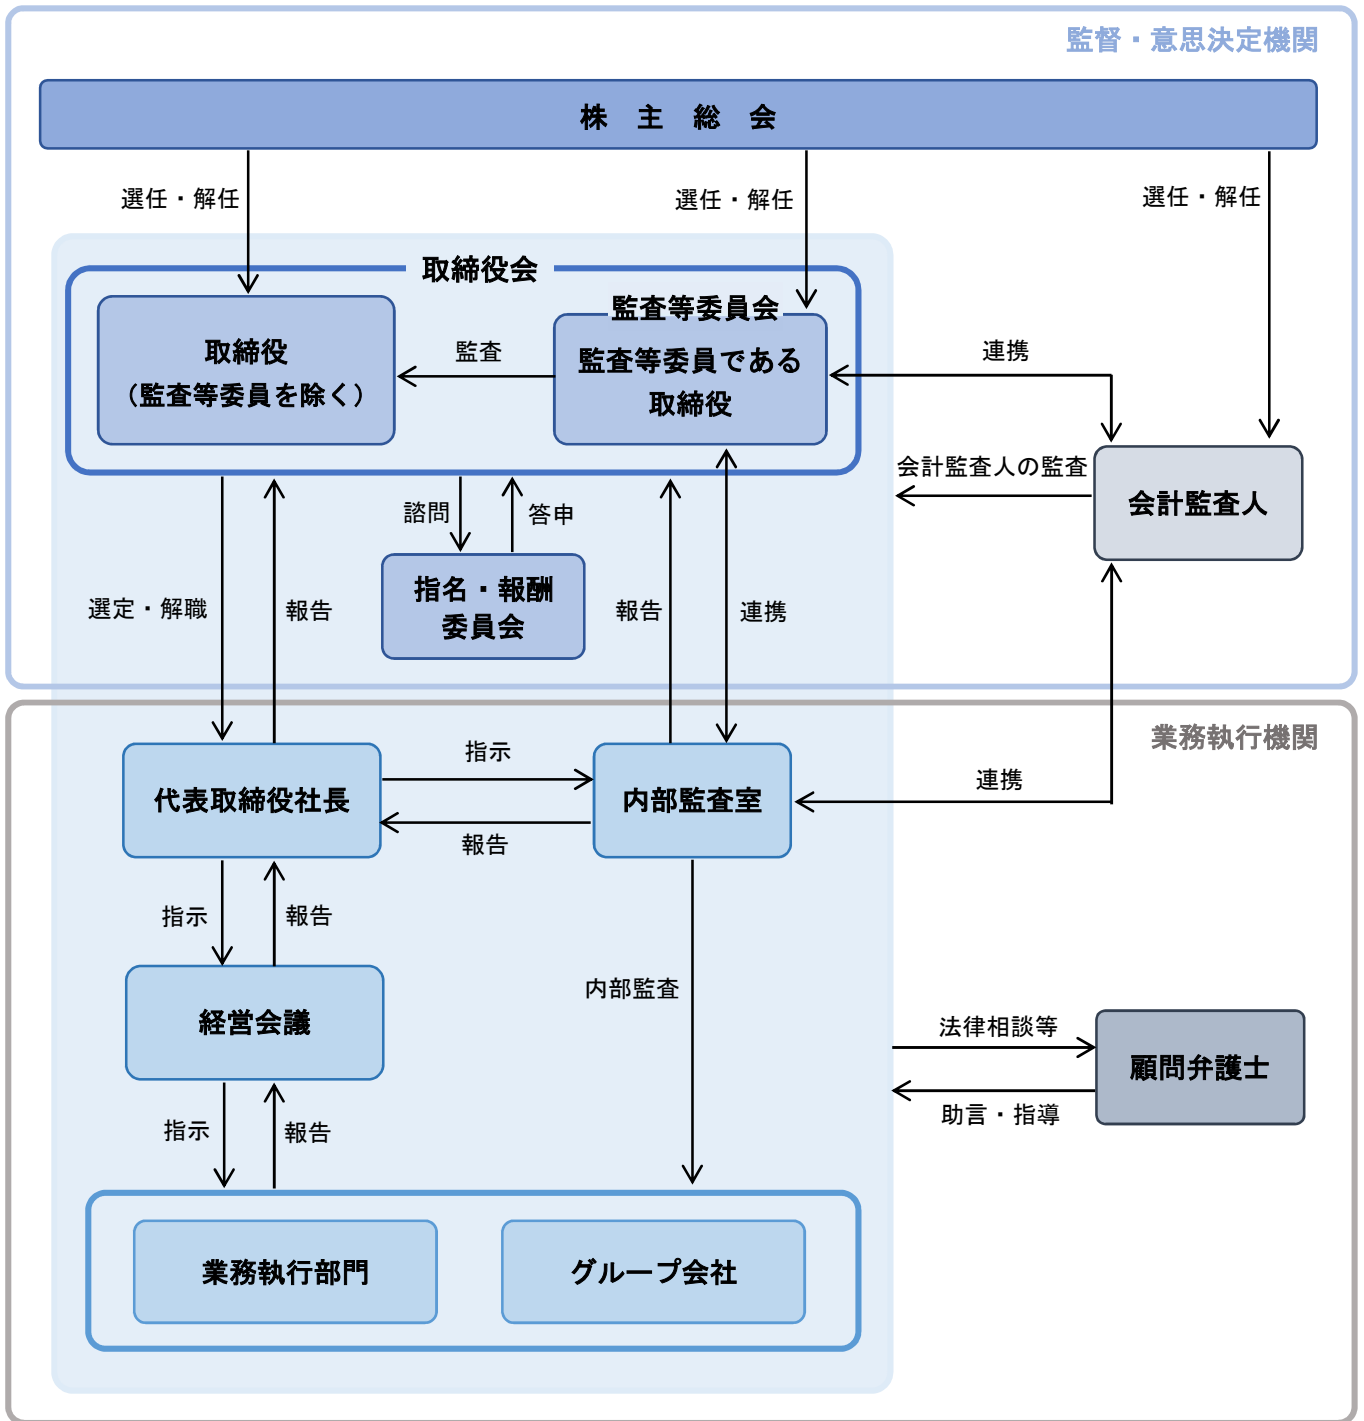 監督・意思決定機関
株 主 総 会
選任・解任
選任・解任
選任・解任
取締役会
監査等委員会
取締役
（監査等委員を除く）
監査
監査等委員である
取締役
連携
会計監査人の監査
会計監査人
諮問
答申
指名・報酬
委員会
選定・解職
報告
報告
連携
業務執行機関
代表取締役社長
指示
報告
内部監査室
連携
指示
報告
内部監査
経営会議
法律相談等
助言・指導
顧問弁護士
指示
報告
業務執行部門
グループ会社